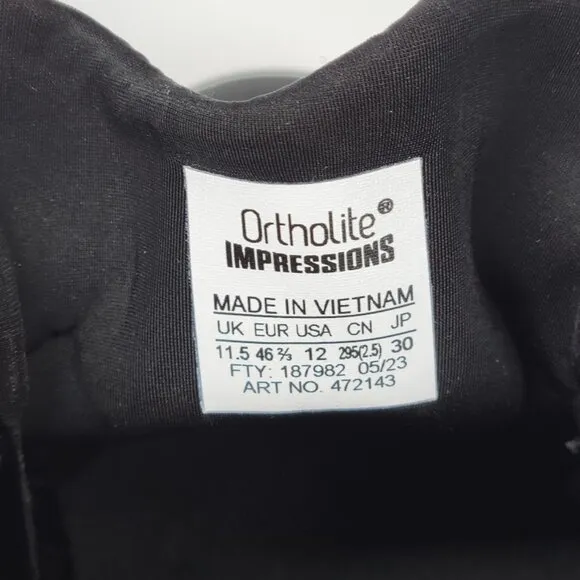 Ortholite®
IMPRESSIONS
MADE IN VIETNAM
UK EUR USA CN JP
11.5 46 ⅔ 12 295(2.5) 30
FTY: 187982 05/23
ART NO. 472143